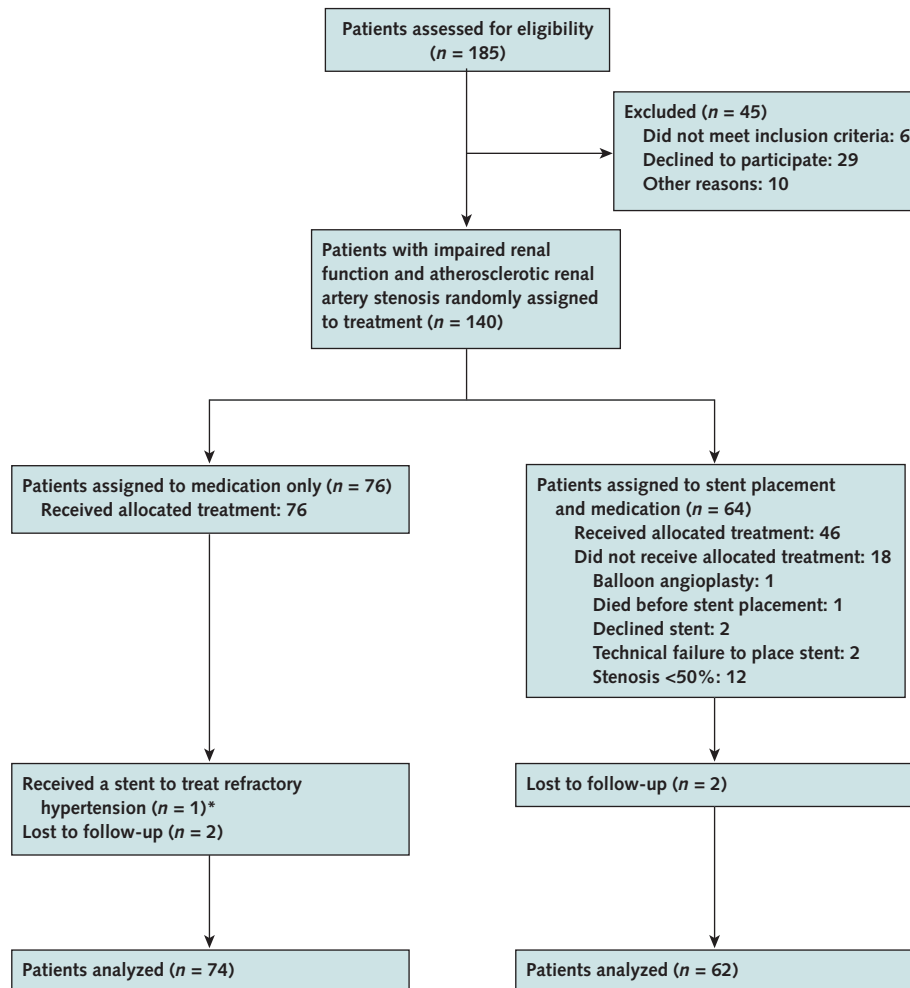 Patients assessed for eligibility
(n = 185)
Excluded (n = 45)
Did not meet inclusion criteria: 6
Declined to participate: 29
Other reasons: 10
Patients with impaired renal
function and atherosclerotic renal
artery stenosis randomly assigned
to treatment (n = 140)
Patients assigned to medication only (n = 76)
Received allocated treatment: 76
Patients assigned to stent placement
and medication (n = 64)
Received allocated treatment: 46
Did not receive allocated treatment: 18
Balloon angioplasty: 1
Died before stent placement: 1
Declined stent: 2
Technical failure to place stent: 2
Stenosis <50%: 12
Received a stent to treat refractory
hypertension (n = 1)*
Lost to follow-up (n = 2)
Lost to follow-up (n = 2)
Patients analyzed (n = 74)
Patients analyzed (n = 62)